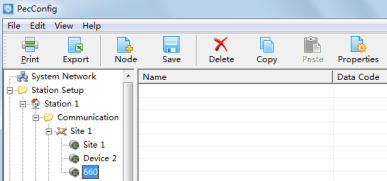 PecConfig
File Edit View Help
Print Export Node Save Delete Copy Paste Properties
System Network
Station Setup
Station 1
Communication
Site 1
Site 1
Device 2
660
Name Data Code